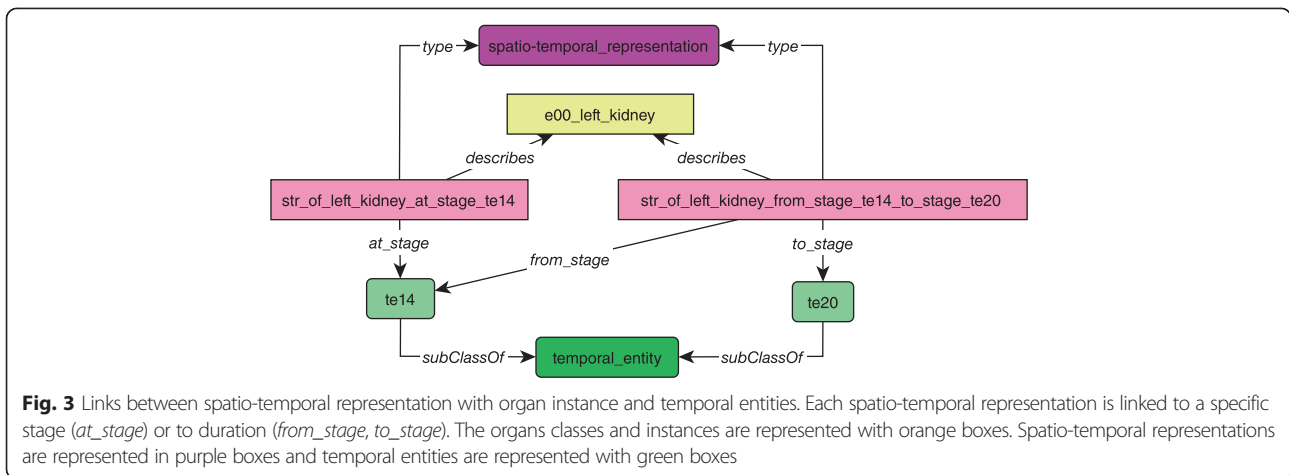 type spatio-temporal_representation type
e00_left_kidney
describes describes
str_of_left_kidney_at_stage_te14 str_of_left_kidney_from_stage_te14_to_stage_te20
at_stage to_stage
from_stage
te14 te20
subClassOf temporal_entity subClassOf
Fig. 3 Links between spatio-temporal representation with organ instance and temporal entities. Each spatio-temporal representation is linked to a specific
stage (at_stage) or to duration (from_stage, to_stage). The organs classes and instances are represented with orange boxes. Spatio-temporal representations
are represented in purple boxes and temporal entities are represented with green boxes